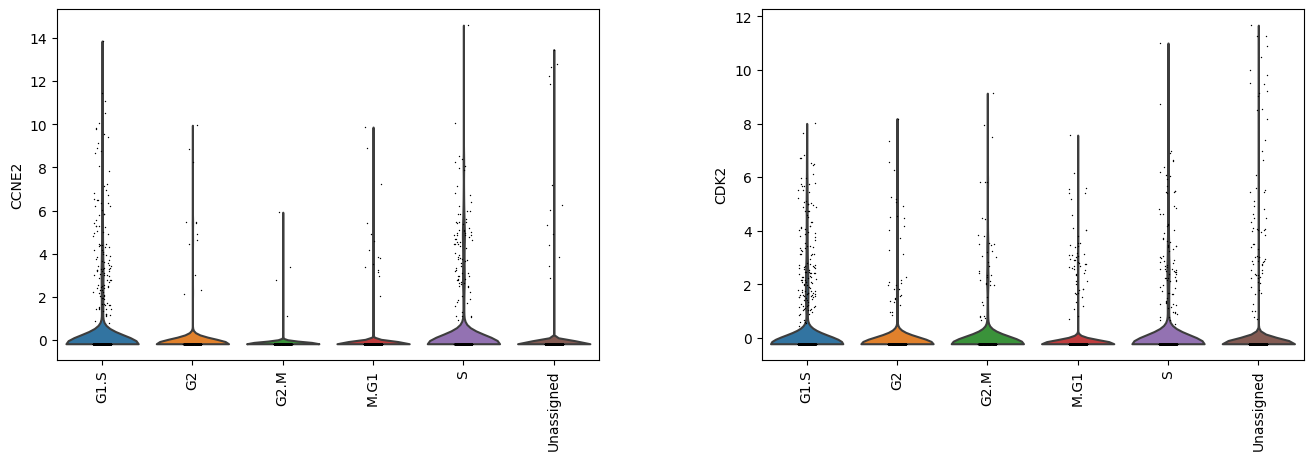 CCNE2
14
12
10
8
6
4
2
0
G1.S
G2
G2.M
M.G1
S
Unassigned
CDK2
12
10
8
6
4
2
0
G1.S
G2
G2.M
M.G1
S
Unassigned